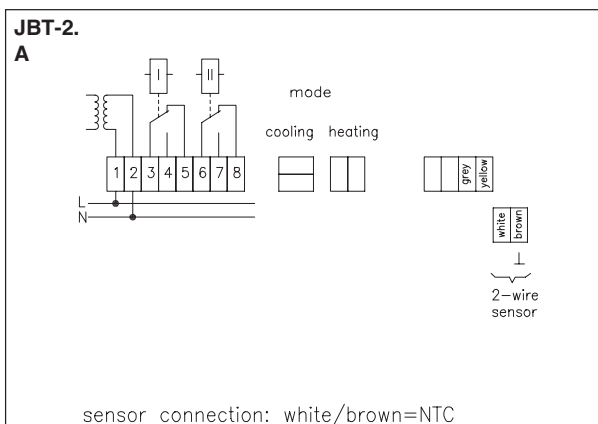 JBT-2.
A
I II
mode
cooling heating
1 2 3 4 5 6 7 8
grey yellow
L
N
white brown
2-wire
sensor
sensor connection: white/brown=NTC